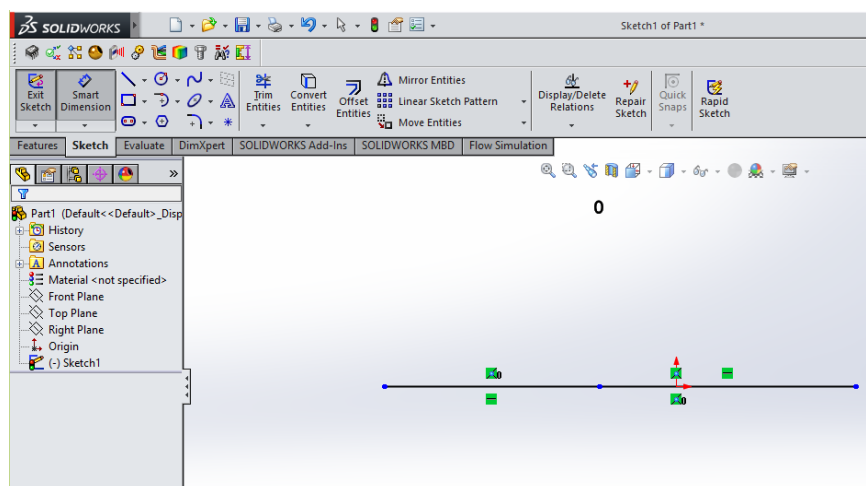 SOLIDWORKS
Sketch1 of Part1 *
Exit Sketch
Smart Dimension
Trim Entities
Convert Entities
Offset Entities
Mirror Entities
Linear Sketch Pattern
Move Entities
Display/Delete Relations
Repair Sketch
Quick Snaps
Rapid Sketch
Features Sketch Evaluate DimXpert SOLIDWORKS Add-Ins SOLIDWORKS MBD Flow Simulation
»
Part1 (Default<<Default>_Disp
History
Sensors
A Annotations
Material <not specified>
Front Plane
Top Plane
Right Plane
Origin
(-) Sketch1
0
0
0